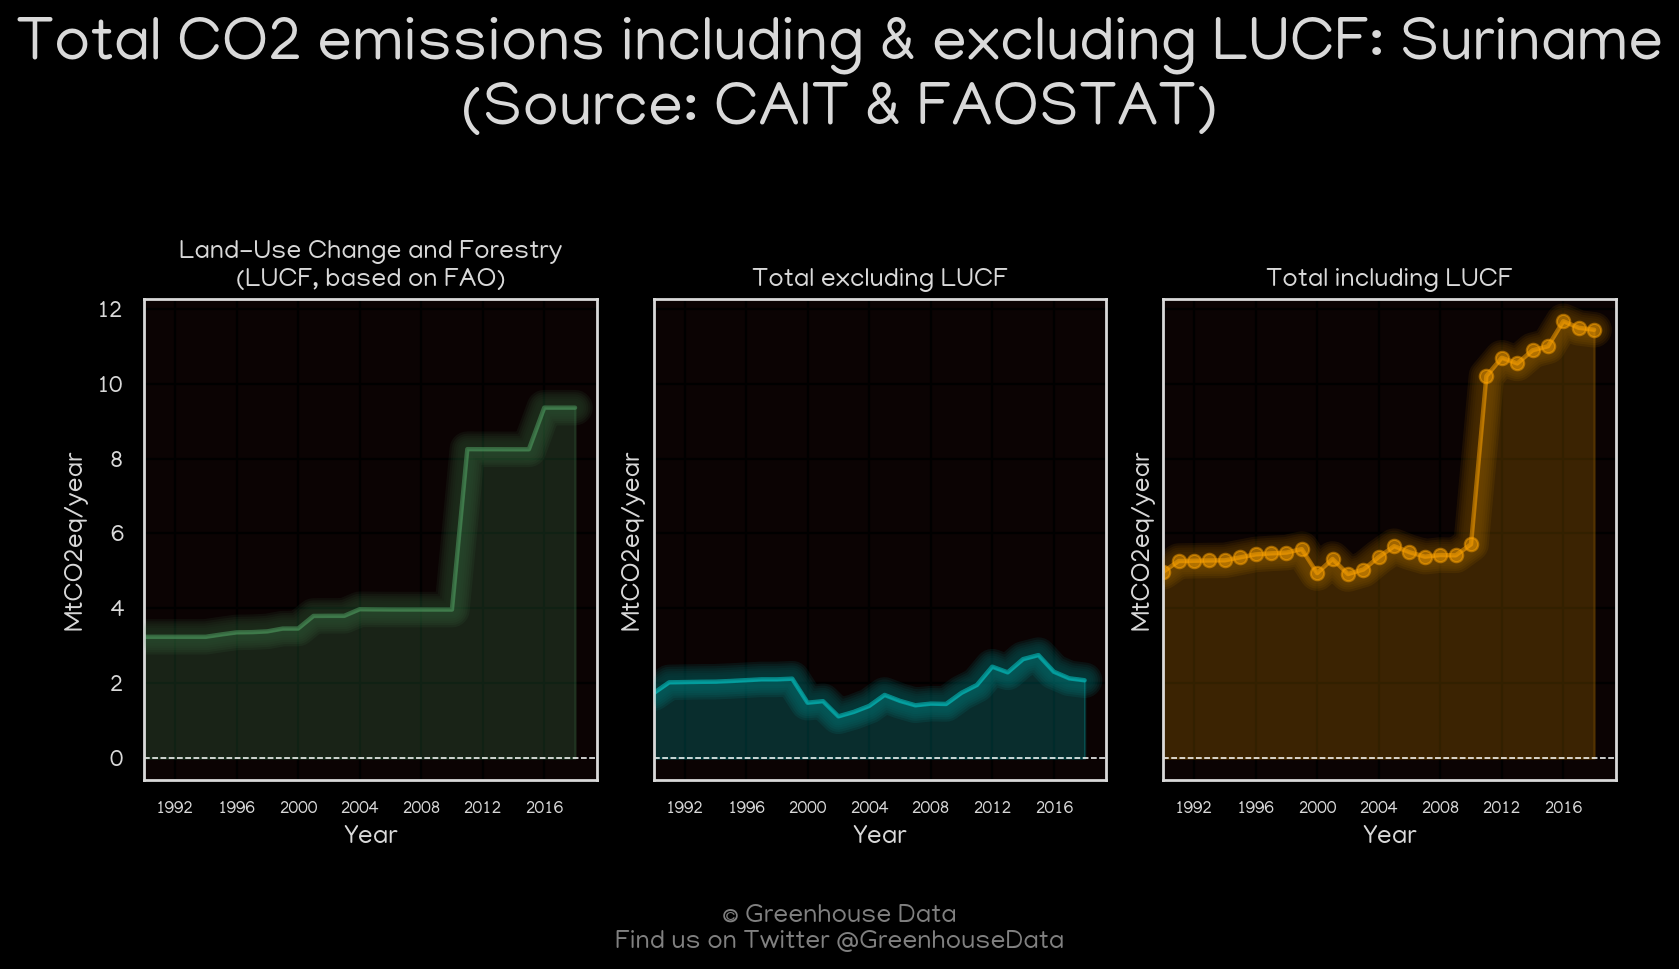 Total CO2 emissions including & excluding LUCF: Suriname
(Source: CAIT & FAOSTAT)
Land-Use Change and Forestry
(LUCF, based on FAO)
Total excluding LUCF
Total including LUCF
12
10
8
6
4
2
0
MtCO2eq/year
MtCO2eq/year
MtCO2eq/year
1992 1996 2000 2004 2008 2012 2016
1992 1996 2000 2004 2008 2012 2016
1992 1996 2000 2004 2008 2012 2016
Year
Year
Year
© Greenhouse Data
Find us on Twitter @GreenhouseData